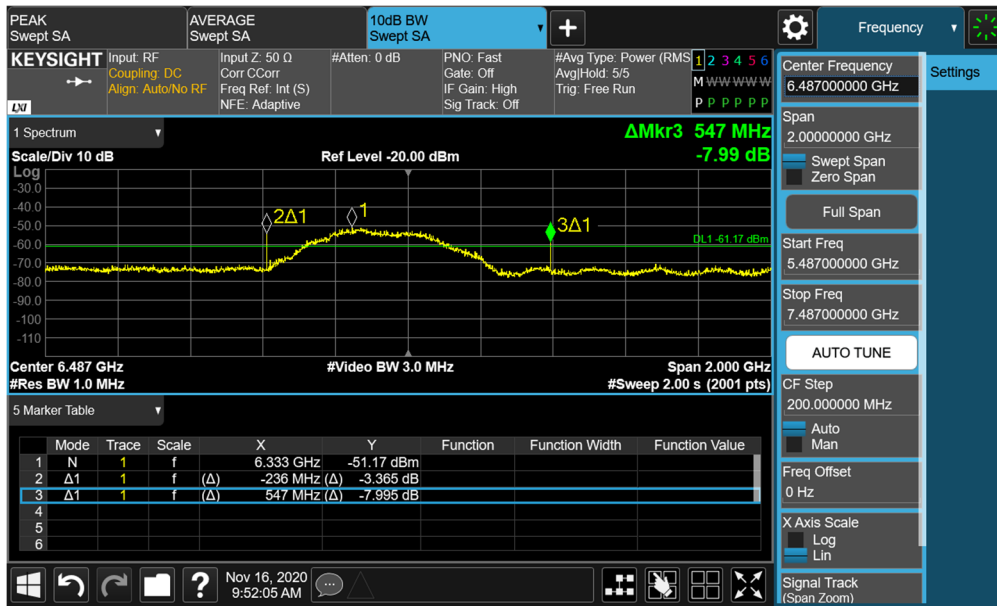 PEAK
Swept SA
AVERAGE
Swept SA
10dB BW
Swept SA
Frequency
KEYSIGHT
LXI
Input: RF
Coupling: DC
Align: Auto/No RF
Input Z: 50 Ω
Corr CCorr
Freq Ref: Int (S)
NFE: Adaptive
#Atten: 0 dB
PNO: Fast
Gate: Off
IF Gain: High
Sig Track: Off
#Avg Type: Power (RMS
Avg|Hold: 5/5
Trig: Free Run
1 2 3 4 5 6
M W W W W W
P P P P P P
1 Spectrum
Scale/Div 10 dB
Ref Level -20.00 dBm
ΔMkr3 547 MHz
-7.99 dB
Log
-30.0
-40.0
-50.0
-60.0
-70.0
-80.0
-90.0
-100
-110
2Δ1
1
3Δ1
DL1 -61.17 dBm
Center 6.487 GHz
#Video BW 3.0 MHz
Span 2.000 GHz
#Res BW 1.0 MHz
#Sweep 2.00 s (2001 pts)
5 Marker Table
Mode Trace Scale X Y Function Function Width Function Value
1 N 1 f 6.333 GHz -51.17 dBm
2 Δ1 1 f (Δ) -236 MHz (Δ) -3.365 dB
3 Δ1 1 f (Δ) 547 MHz (Δ) -7.995 dB
4
5
6
Nov 16, 2020
9:52:05 AM
?
Center Frequency
6.487000000 GHz
Settings
Span
2.00000000 GHz
Swept Span
Zero Span
Full Span
Start Freq
5.487000000 GHz
Stop Freq
7.487000000 GHz
AUTO TUNE
CF Step
200.000000 MHz
Auto
Man
Freq Offset
0 Hz
X Axis Scale
Log
Lin
Signal Track
(Span Zoom)